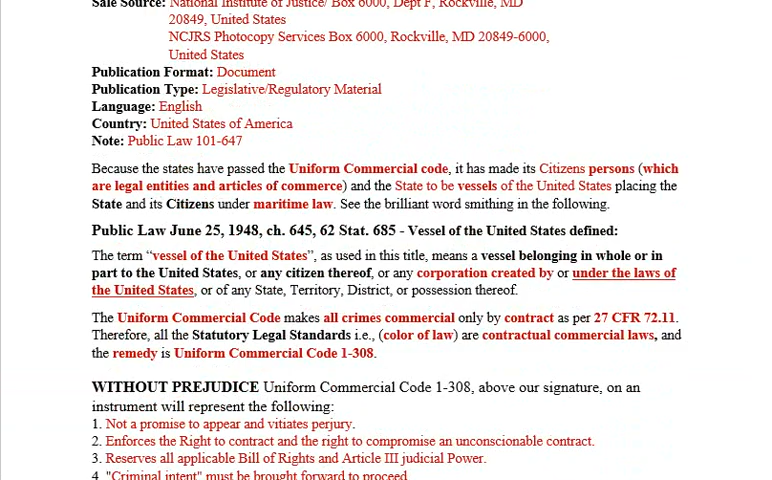 Sale Source: National Institute of Justice/ Box 6000, Dept F, Rockville, MD
20849, United States
NCJRS Photocopy Services Box 6000, Rockville, MD 20849-6000,
United States
Publication Format: Document
Publication Type: Legislative/Regulatory Material
Language: English
Country: United States of America
Note: Public Law 101-647
Because the states have passed the Uniform Commercial code, it has made its Citizens persons (which
are legal entities and articles of commerce) and the State to be vessels of the United States placing the
State and its Citizens under maritime law. See the brilliant word smithing in the following.
Public Law June 25, 1948, ch. 645, 62 Stat. 685 - Vessel of the United States defined:
The term “vessel of the United States”, as used in this title, means a vessel belonging in whole or in
part to the United States, or any citizen thereof, or any corporation created by or under the laws of
the United States, or of any State, Territory, District, or possession thereof.
The Uniform Commercial Code makes all crimes commercial only by contract as per 27 CFR 72.11.
Therefore, all the Statutory Legal Standards i.e., (color of law) are contractual commercial laws, and
the remedy is Uniform Commercial Code 1-308.
WITHOUT PREJUDICE Uniform Commercial Code 1-308, above our signature, on an
instrument will represent the following:
1. Not a promise to appear and vitiates perjury.
2. Enforces the Right to contract and the right to compromise an unconscionable contract.
3. Reserves all applicable Bill of Rights and Article III judicial Power.
4. "Criminal intent" must be brought forward to proceed